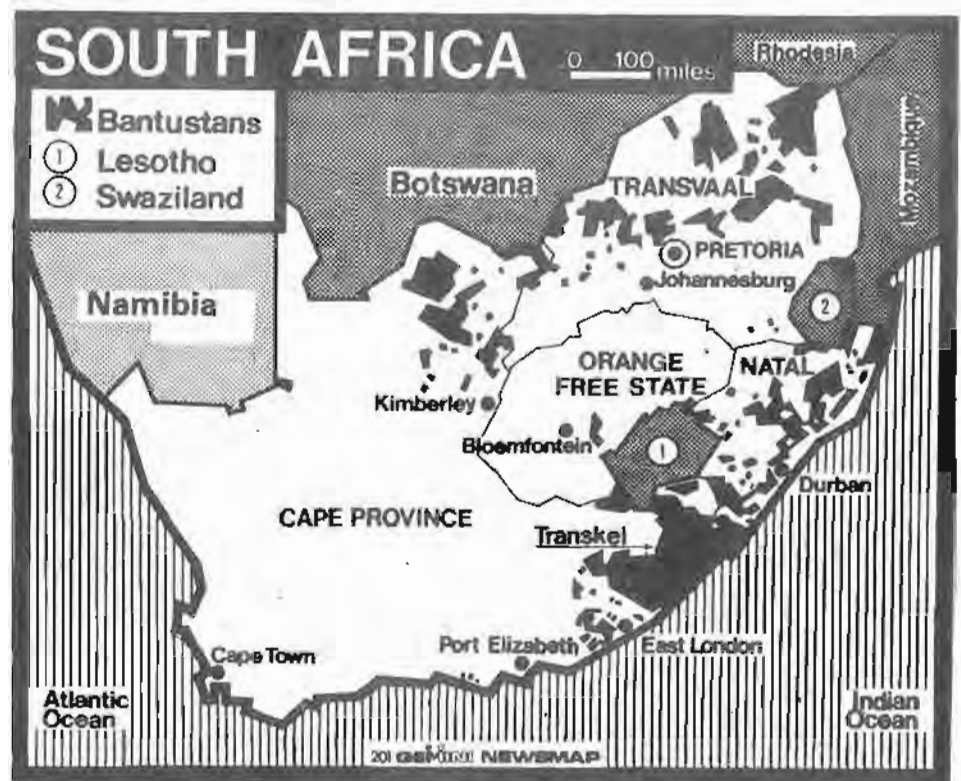 SOUTH AFRICA
0 100 miles
Rhodesia
Bantustans
1 Lesotho
2 Swaziland
Botswana
TRANSVAAL
Mozambique
PRETORIA
Johannesburg
Namibia
2
ORANGE
FREE STATE
NATAL
Kimberley
Bloemfontein
1
Durban
CAPE PROVINCE
Transkei
Port Elizabeth
East London
Cape Town
Atlantic
Ocean
Indian
Ocean
201 GEMINI NEWSMAP